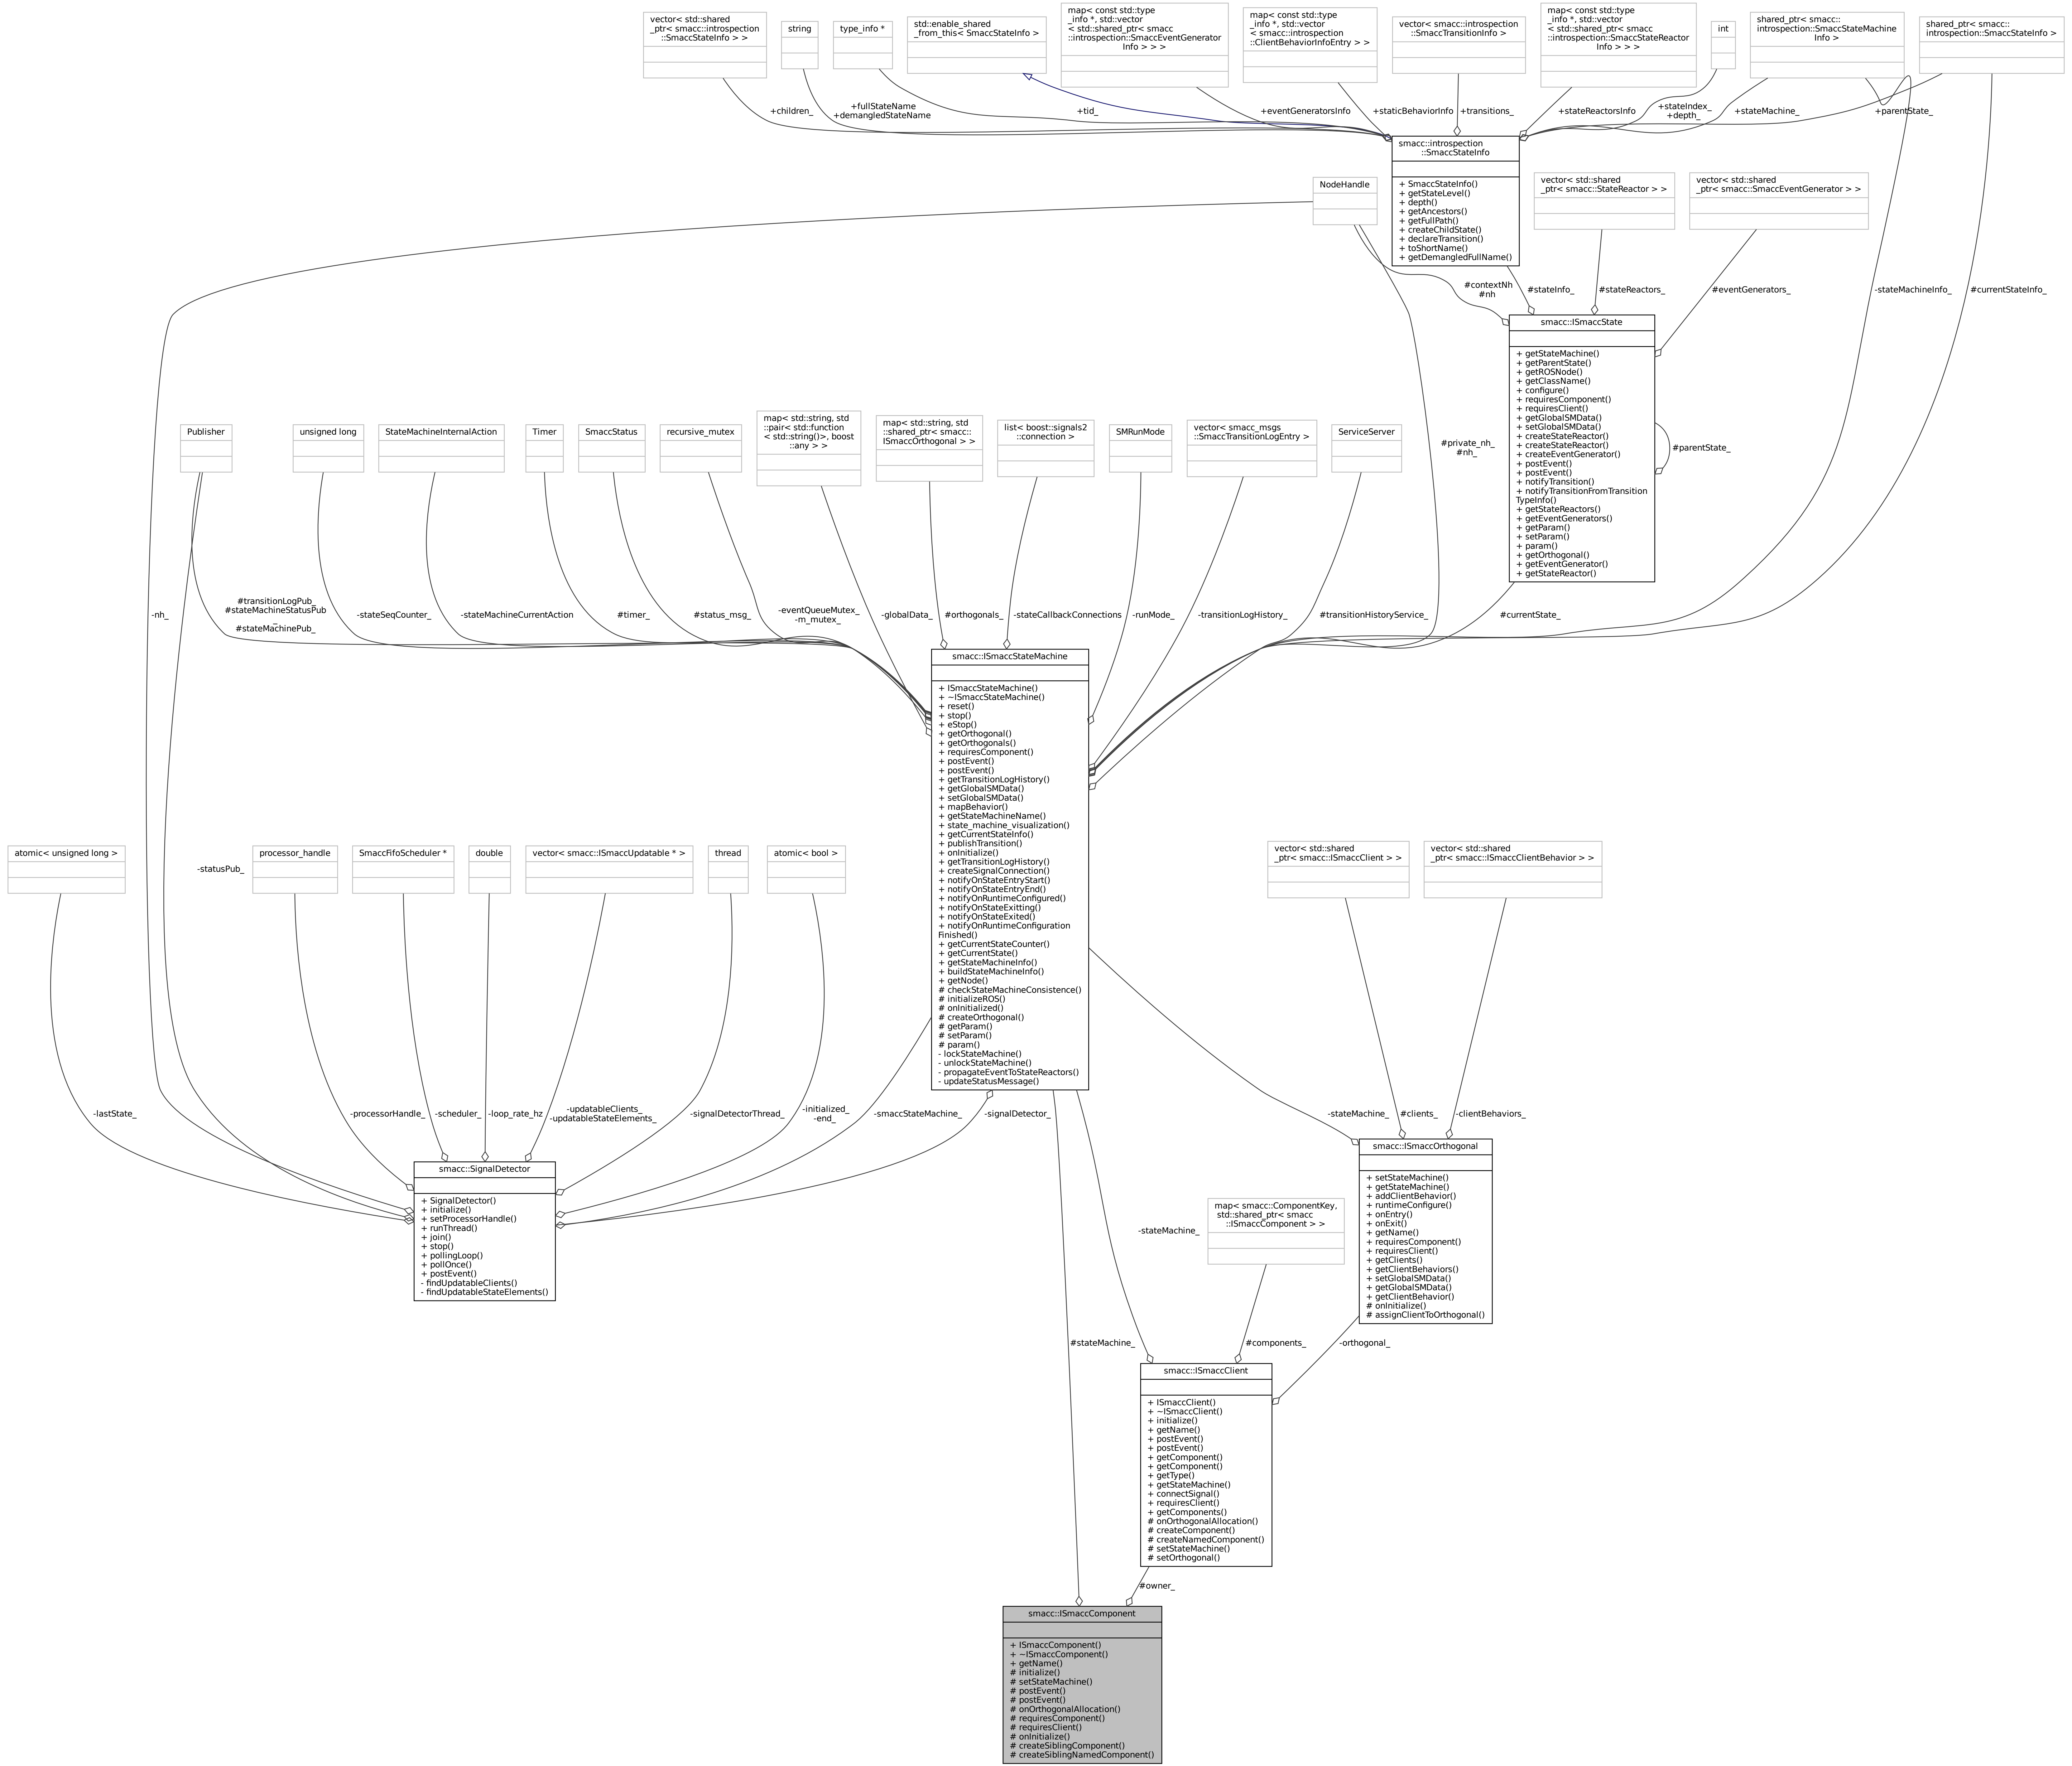 vector< std::shared
_ptr< smacc::introspection
::SmaccStateInfo > >
string
type_info *
std::enable_shared
_from_this< SmaccStateInfo >
map< const std::type
_info *, std::vector
< std::shared_ptr< smacc
::introspection::SmaccEventGenerator
Info > > >
map< const std::type
_info *, std::vector
< smacc::introspection
::ClientBehaviorInfoEntry > >
vector< smacc::introspection
::SmaccTransitionInfo >
map< const std::type
_info *, std::vector
< std::shared_ptr< smacc
::introspection::SmaccStateReactor
Info > > >
int
shared_ptr< smacc::
introspection::SmaccStateMachine
Info >
shared_ptr< smacc::
introspection::SmaccStateInfo >
+children_
+fullStateName
+demangledStateName
+tid_
+eventGeneratorsInfo
+staticBehaviorInfo
+transitions_
+stateReactorsInfo
+stateIndex_
+depth_
+stateMachine_
+parentState_
smacc::introspection
::SmaccStateInfo
+ SmaccStateInfo()
+ getStateLevel()
+ depth()
+ getAncestors()
+ getFullPath()
+ createChildState()
+ declareTransition()
+ toShortName()
+ getDemangledFullName()
NodeHandle
vector< std::shared
_ptr< smacc::StateReactor > >
vector< std::shared
_ptr< smacc::SmaccEventGenerator > >
#contextNh
#nh
#stateInfo_
#stateReactors_
#eventGenerators_
-stateMachineInfo_
#currentStateInfo_
smacc::ISmaccState
+ getStateMachine()
+ getParentState()
+ getROSNode()
+ getClassName()
+ configure()
+ requiresComponent()
+ requiresClient()
+ getGlobalSMData()
+ setGlobalSMData()
+ createStateReactor()
+ createStateReactor()
+ createEventGenerator()
+ postEvent()
+ postEvent()
+ notifyTransition()
+ notifyTransitionFromTransition
TypeInfo()
+ getStateReactors()
+ getEventGenerators()
+ getParam()
+ setParam()
+ param()
+ getOrthogonal()
+ getEventGenerator()
+ getStateReactor()
#parentState_
Publisher
unsigned long
StateMachineInternalAction
Timer
SmaccStatus
recursive_mutex
map< std::string, std
::pair< std::function
< std::string()>, boost
::any > >
map< std::string, std
::shared_ptr< smacc::
ISmaccOrthogonal > >
list< boost::signals2
::connection >
SMRunMode
vector< smacc_msgs
::SmaccTransitionLogEntry >
ServiceServer
#private_nh_
#nh_
-nh_
#transitionLogPub_
#stateMachineStatusPub
_
#stateMachinePub_
-stateSeqCounter_
-stateMachineCurrentAction
#timer_
#status_msg_
-eventQueueMutex_
-m_mutex_
-globalData_
#orthogonals_
-stateCallbackConnections
-runMode_
-transitionLogHistory_
#transitionHistoryService_
#currentState_
smacc::ISmaccStateMachine
+ ISmaccStateMachine()
+ ~ISmaccStateMachine()
+ reset()
+ stop()
+ eStop()
+ getOrthogonal()
+ getOrthogonals()
+ requiresComponent()
+ postEvent()
+ postEvent()
+ getTransitionLogHistory()
+ getGlobalSMData()
+ setGlobalSMData()
+ mapBehavior()
+ getStateMachineName()
+ state_machine_visualization()
+ getCurrentStateInfo()
+ publishTransition()
+ onInitialize()
+ getTransitionLogHistory()
+ createSignalConnection()
+ notifyOnStateEntryStart()
+ notifyOnStateEntryEnd()
+ notifyOnRuntimeConfigured()
+ notifyOnStateExitting()
+ notifyOnStateExited()
+ notifyOnRuntimeConfiguration
Finished()
+ getCurrentStateCounter()
+ getCurrentState()
+ getStateMachineInfo()
+ buildStateMachineInfo()
+ getNode()
# checkStateMachineConsistence()
# initializeROS()
# onInitialized()
# createOrthogonal()
# getParam()
# setParam()
# param()
- lockStateMachine()
- unlockStateMachine()
- propagateEventToStateReactors()
- updateStatusMessage()
atomic< unsigned long >
-statusPub_
processor_handle
SmaccFifoScheduler *
double
vector< smacc::ISmaccUpdatable * >
thread
atomic< bool >
vector< std::shared
_ptr< smacc::ISmaccClient > >
vector< std::shared
_ptr< smacc::ISmaccClientBehavior > >
-lastState_
-processorHandle_
-scheduler_
-loop_rate_hz
-updatableClients_
-updatableStateElements_
-signalDetectorThread_
-initialized_
-end_
-smaccStateMachine_
-signalDetector_
-stateMachine_
#clients_
-clientBehaviors_
smacc::SignalDetector
+ SignalDetector()
+ initialize()
+ setProcessorHandle()
+ runThread()
+ join()
+ stop()
+ pollingLoop()
+ pollOnce()
+ postEvent()
- findUpdatableClients()
- findUpdatableStateElements()
smacc::ISmaccOrthogonal
+ setStateMachine()
+ getStateMachine()
+ addClientBehavior()
+ runtimeConfigure()
+ onEntry()
+ onExit()
+ getName()
+ requiresComponent()
+ requiresClient()
+ getClients()
+ getClientBehaviors()
+ setGlobalSMData()
+ getGlobalSMData()
+ getClientBehavior()
# onInitialize()
# assignClientToOrthogonal()
map< smacc::ComponentKey,
std::shared_ptr< smacc
::ISmaccComponent > >
-stateMachine_
#stateMachine_
#components_
-orthogonal_
smacc::ISmaccClient
+ ISmaccClient()
+ ~ISmaccClient()
+ initialize()
+ getName()
+ postEvent()
+ postEvent()
+ getComponent()
+ getComponent()
+ getType()
+ getStateMachine()
+ connectSignal()
+ requiresClient()
+ getComponents()
# onOrthogonalAllocation()
# createComponent()
# createNamedComponent()
# setStateMachine()
# setOrthogonal()
#owner_
smacc::ISmaccComponent
+ ISmaccComponent()
+ ~ISmaccComponent()
+ getName()
# initialize()
# setStateMachine()
# postEvent()
# postEvent()
# onOrthogonalAllocation()
# requiresComponent()
# requiresClient()
# onInitialize()
# createSiblingComponent()
# createSiblingNamedComponent()